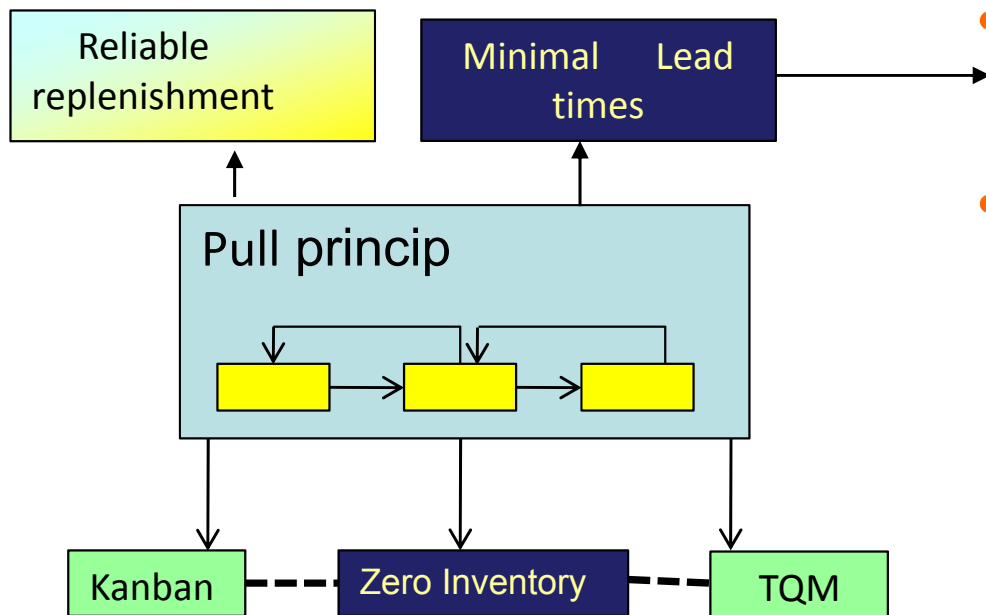 Reliable
replenishment
Minimal Lead
times
Pull princip
Kanban
Zero Inventory
TQM